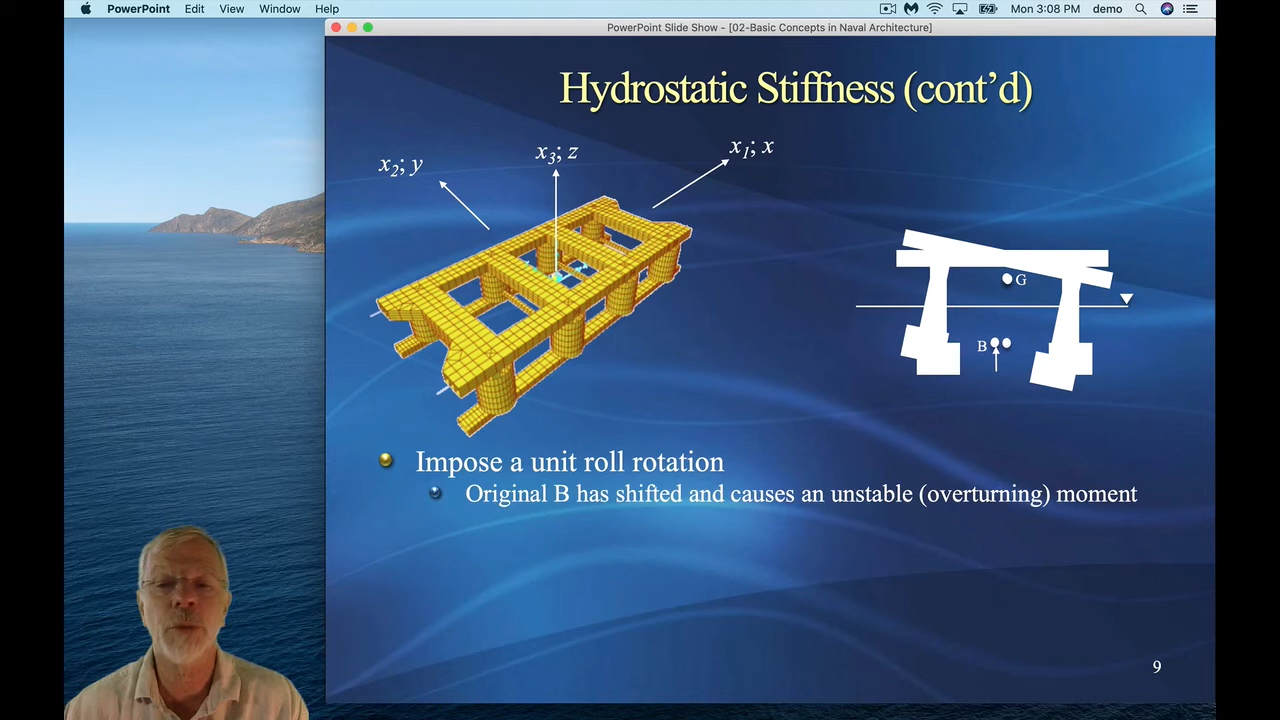 PowerPoint Edit View Window Help Mon 3:08 PM demo
PowerPoint Slide Show - [02-Basic Concepts in Naval Architecture]
Hydrostatic Stiffness (cont’d)
x2; y
x3; z
x1; x
G
B
Impose a unit roll rotation
Original B has shifted and causes an unstable (overturning) moment
9